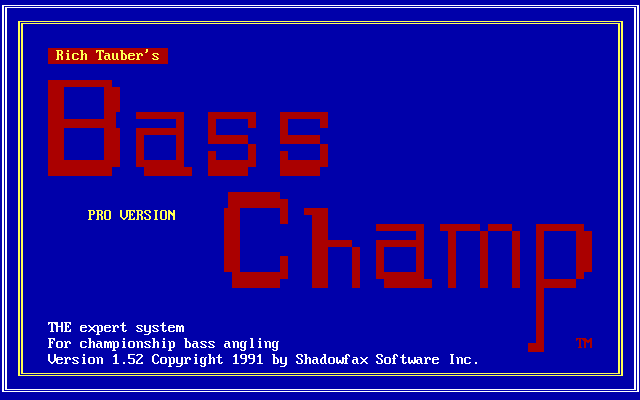 Rich Tauber's
Bass
Champ
PRO VERSION
THE expert system
For championship bass angling
TM
Version 1.52 Copyright 1991 by Shadowfax Software Inc.